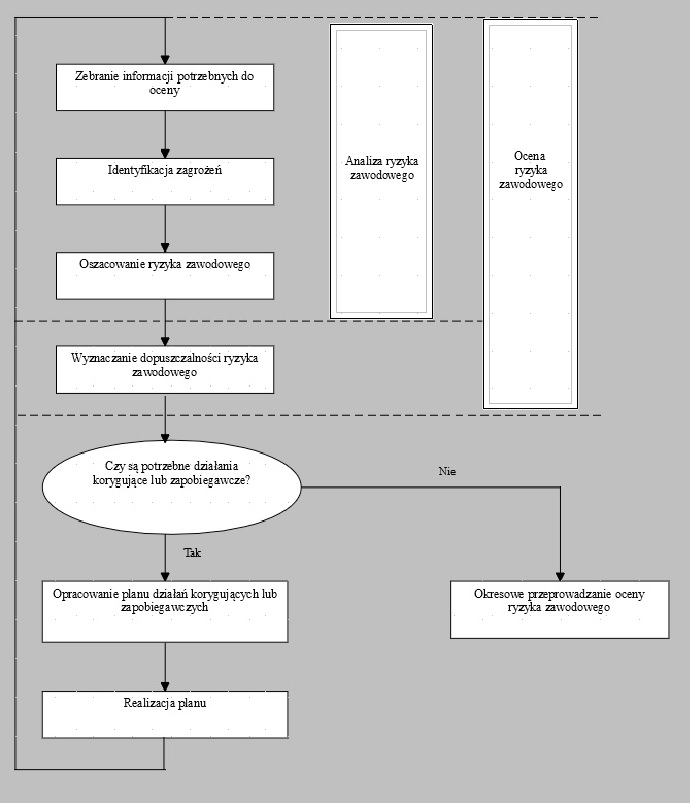 Zebranie informacji potrzebnych do
oceny
Identyfikacja zagrożeń
Oszacowanie ryzyka zawodowego
Wyznaczanie dopuszczalności ryzyka
zawodowego
Analiza ryzyka
zawodowego
Ocena
ryzyka
zawodowego
Czy są potrzebne działania
korygujące lub zapobiegawcze?
Nie
Tak
Opracowanie planu działań korygujących lub
zapobiegawczych
Okresowe przeprowadzanie oceny
ryzyka zawodowego
Realizacja planu